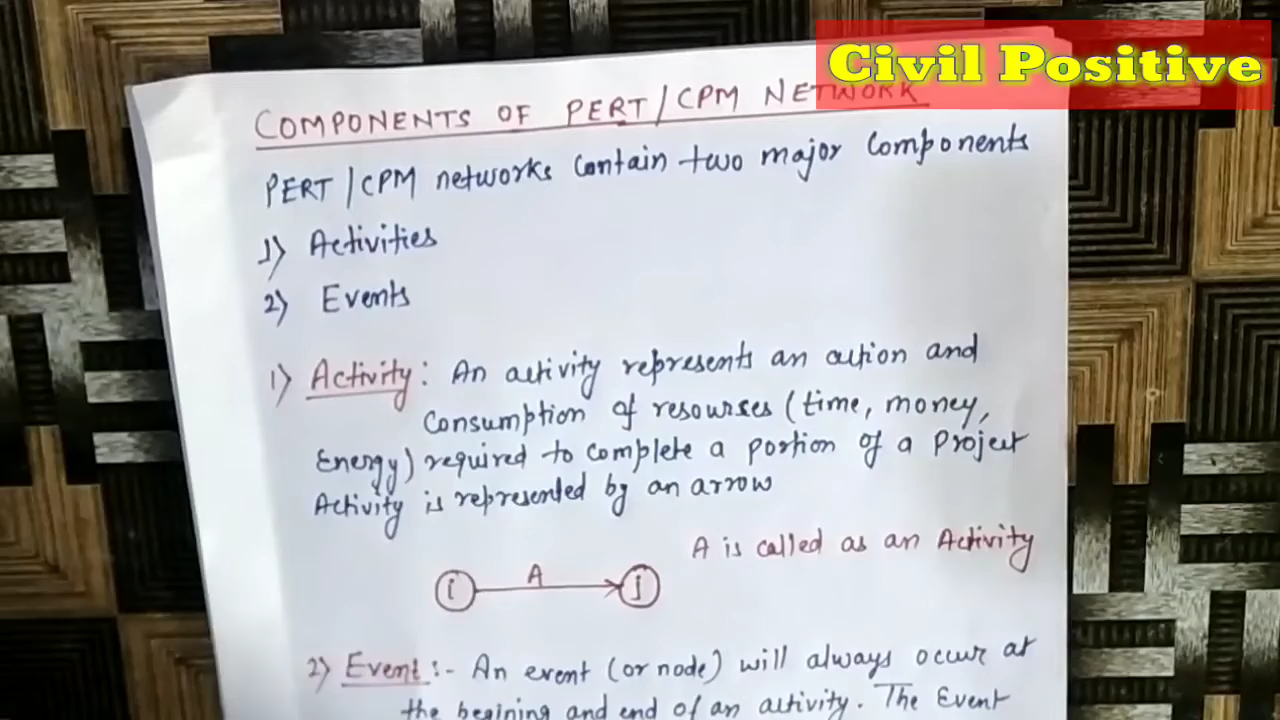 Civil Positive
COMPONENTS OF PERT/CPM NETWORK
PERT/CPM networks contain two major components
1) Activities
2) Events
1) Activity: An activity represents an action and
Consumption of resourses (time, money,
Energy) required to complete a portion of a project
Activity is represented by an arrow
A is called as an Activity
i A j
2) Event:- An event (or node) will always occur at
the begining and end of an activity. The Event